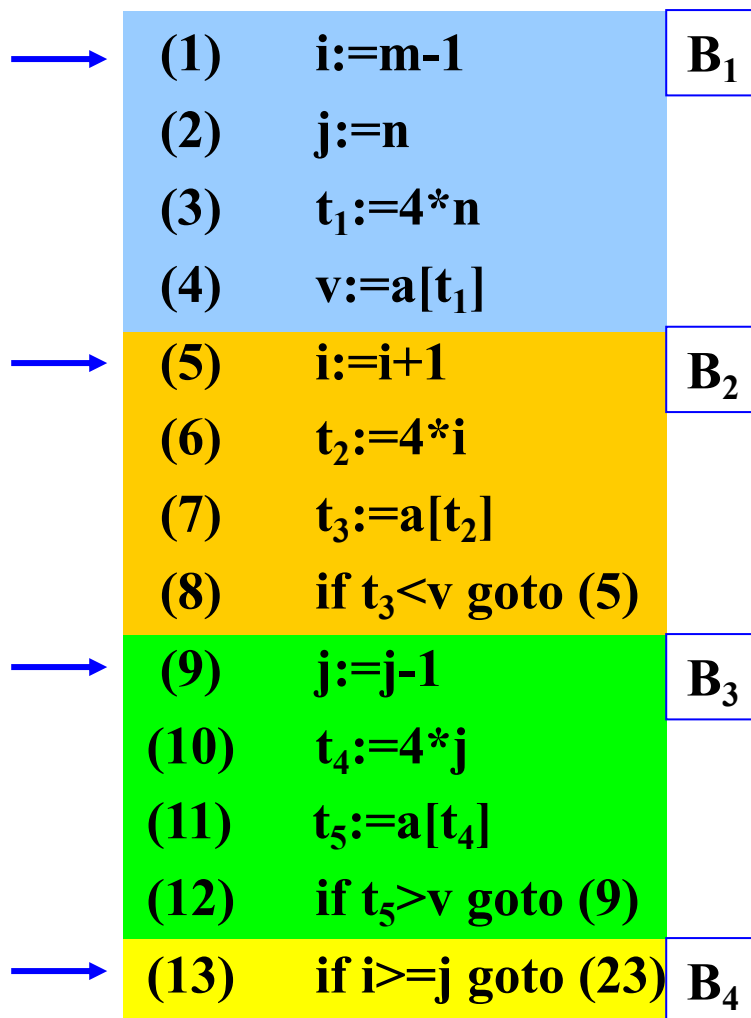 (1) i:=m-1 B₁
(2) j:=n
(3) t₁:=4*n
(4) v:=a[t₁]
(5) i:=i+1 B₂
(6) t₂:=4*i
(7) t₃:=a[t₂]
(8) if t₃<v goto (5)
(9) j:=j-1 B₃
(10) t₄:=4*j
(11) t₅:=a[t₄]
(12) if t₅>v goto (9)
(13) if i>=j goto (23) B₄